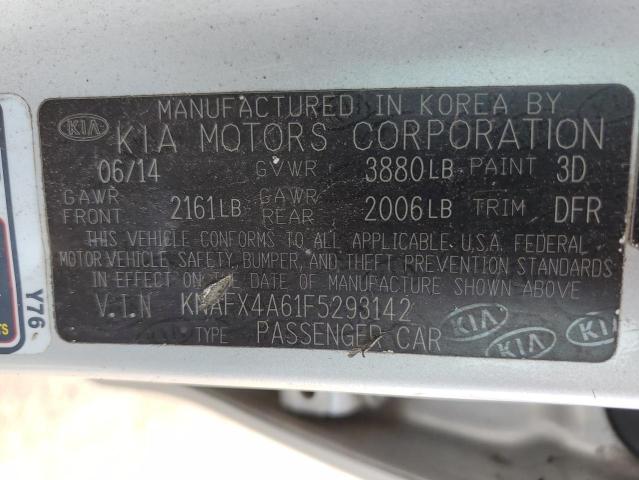 MANUFACTURED IN KOREA BY
KIA KIA MOTORS CORPORATION
06/14 GVWR 3880LB PAINT 3D
GAWR FRONT 2161LB GAWR REAR 2006LB TRIM DFR
THIS VEHICLE CONFORMS TO ALL APPLICABLE U.S.A. FEDERAL
MOTOR VEHICLE SAFETY, BUMPER, AND THEFT PREVENTION STANDARDS
IN EFFECT ON THE DATE OF MANUFACTURE SHOWN ABOVE
V.I.N KNAFX4A61F5293142
TYPE PASSENGER CAR
KIA
KIA
KIA
Y76